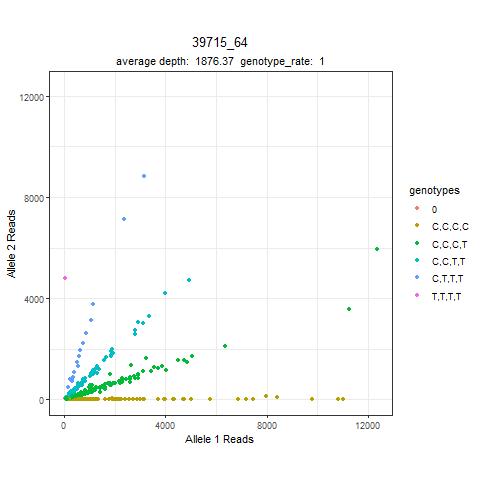 39715_64
average depth: 1876.37 genotype_rate: 1
12000
8000
4000
0
Allele 2 Reads
0
4000
8000
12000
Allele 1 Reads
genotypes
0
C,C,C,C
C,C,C,T
C,C,T,T
C,T,T,T
T,T,T,T